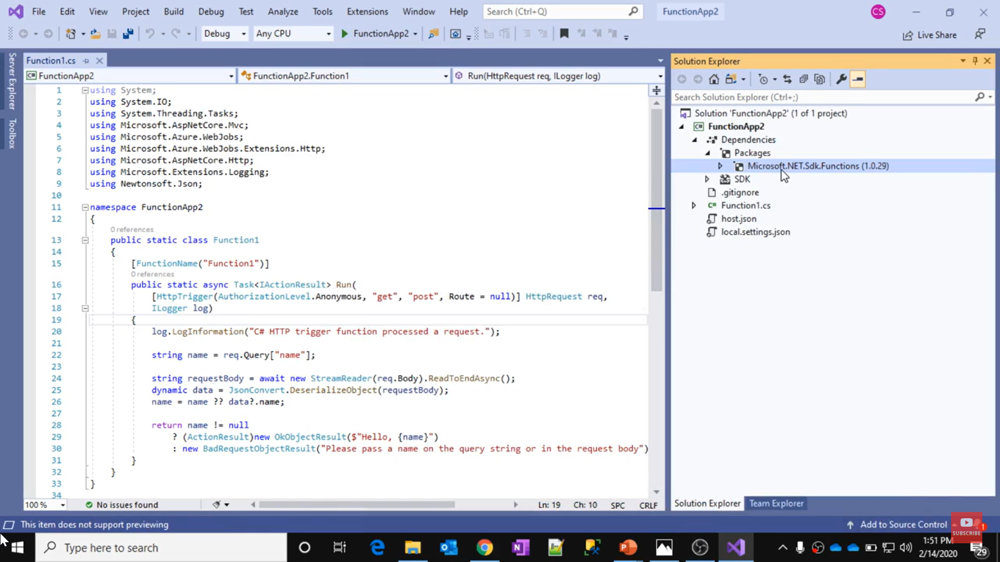 File Edit View Project Build Debug Test Analyze Tools Extensions Window Help Search (Ctrl+Q) FunctionApp2 CS
Debug Any CPU FunctionApp2 Live Share
Server Explorer
Toolbox
Function1.cs
FunctionApp2 FunctionApp2.Function1 Run(HttpRequest req, ILogger log)
1 using System;
2 using System.IO;
3 using System.Threading.Tasks;
4 using Microsoft.AspNetCore.Mvc;
5 using Microsoft.Azure.WebJobs;
6 using Microsoft.Azure.WebJobs.Extensions.Http;
7 using Microsoft.AspNetCore.Http;
8 using Microsoft.Extensions.Logging;
9 using Newtonsoft.Json;
10
11 namespace FunctionApp2
12 {
0 references
13 public static class Function1
14 {
15 [FunctionName("Function1")]
0 references
16 public static async Task<IActionResult> Run(
17 [HttpTrigger(AuthorizationLevel.Anonymous, "get", "post", Route = null)] HttpRequest req,
18 ILogger log)
19 {
20 log.LogInformation("C# HTTP trigger function processed a request.");
21
22 string name = req.Query["name"];
23
24 string requestBody = await new StreamReader(req.Body).ReadToEndAsync();
25 dynamic data = JsonConvert.DeserializeObject(requestBody);
26 name = name ?? data?.name;
27
28 return name != null
29 ? (ActionResult)new OkObjectResult($"Hello, {name}")
30 : new BadRequestObjectResult("Please pass a name on the query string or in the request body")
31 }
32 }
33 }
34
100 % No issues found Ln: 19 Ch: 10 SPC CRLF
Solution Explorer
Search Solution Explorer (Ctrl+;)
Solution 'FunctionApp2' (1 of 1 project)
C# FunctionApp2
Dependencies
Packages
Microsoft.NET.Sdk.Functions (1.0.29)
SDK
.gitignore
C# Function1.cs
host.json
local.settings.json
Solution Explorer Team Explorer
This item does not support previewing Add to Source Control 1
SUBSCRIBE
Type here to search
1:51 PM
2/14/2020
29